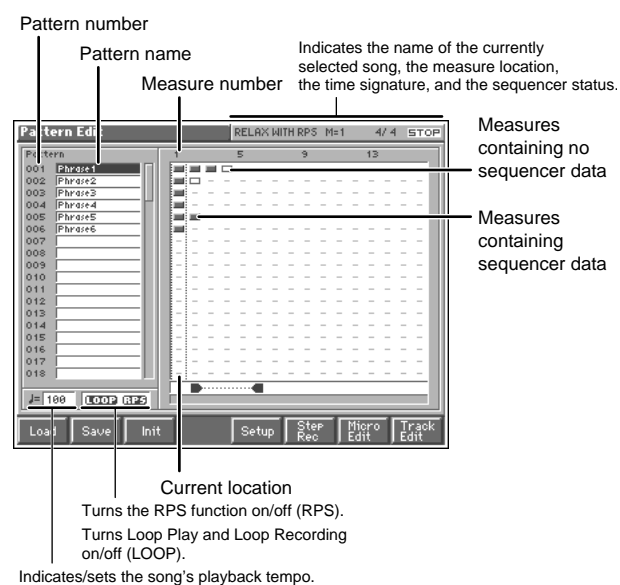 Pattern number
Pattern name
Measure number
Indicates the name of the currently
selected song, the measure location,
the time signature, and the sequencer status.
Pattern Edit
RELAX WITH RPS M=1 4/ 4 STOP
Measures
containing no
sequencer data
Pattern
1 5 9 13
001 Phrase1
002 Phrase2
003 Phrase3
004 Phrase4
005 Phrase5
006 Phrase6
007
008
009
010
011
012
013
014
015
016
017
018
Measures
containing
sequencer data
♩= 100 LOOP RPS
Load Save Init Setup Step Rec Micro Edit Track Edit
Current location
Turns the RPS function on/off (RPS).
Turns Loop Play and Loop Recording
on/off (LOOP).
Indicates/sets the song's playback tempo.